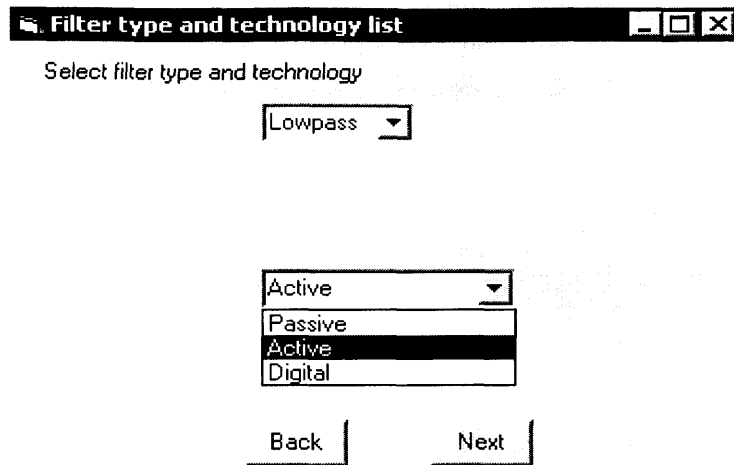 Filter type and technology list
Select filter type and technology
Lowpass
Active
Passive
Active
Digital
Back Next